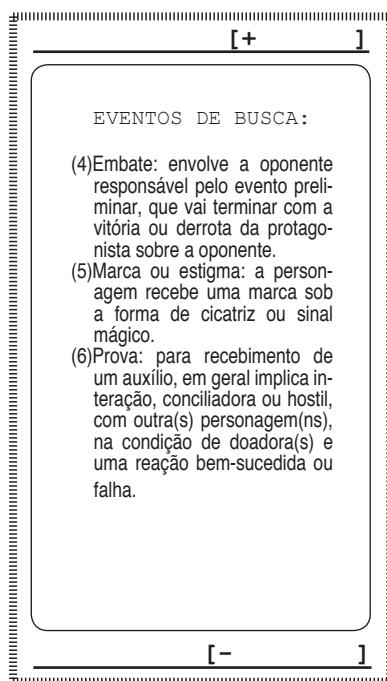 [+ ]
EVENTOS DE BUSCA:
(4)Embate: envolve a oponente
responsável pelo evento preli-
minar, que vai terminar com a
vitória ou derrota da protago-
nista sobre a oponente.
(5)Marca ou estigma: a person-
agem recebe uma marca sob
a forma de cicatriz ou sinal
mágico.
(6)Prova: para recebimento de
um auxílio, em geral implica in-
teração, conciliadora ou hostil,
com outra(s) personagem(ns),
na condição de doadora(s) e
uma reação bem-sucedida ou
falha.
[- ]